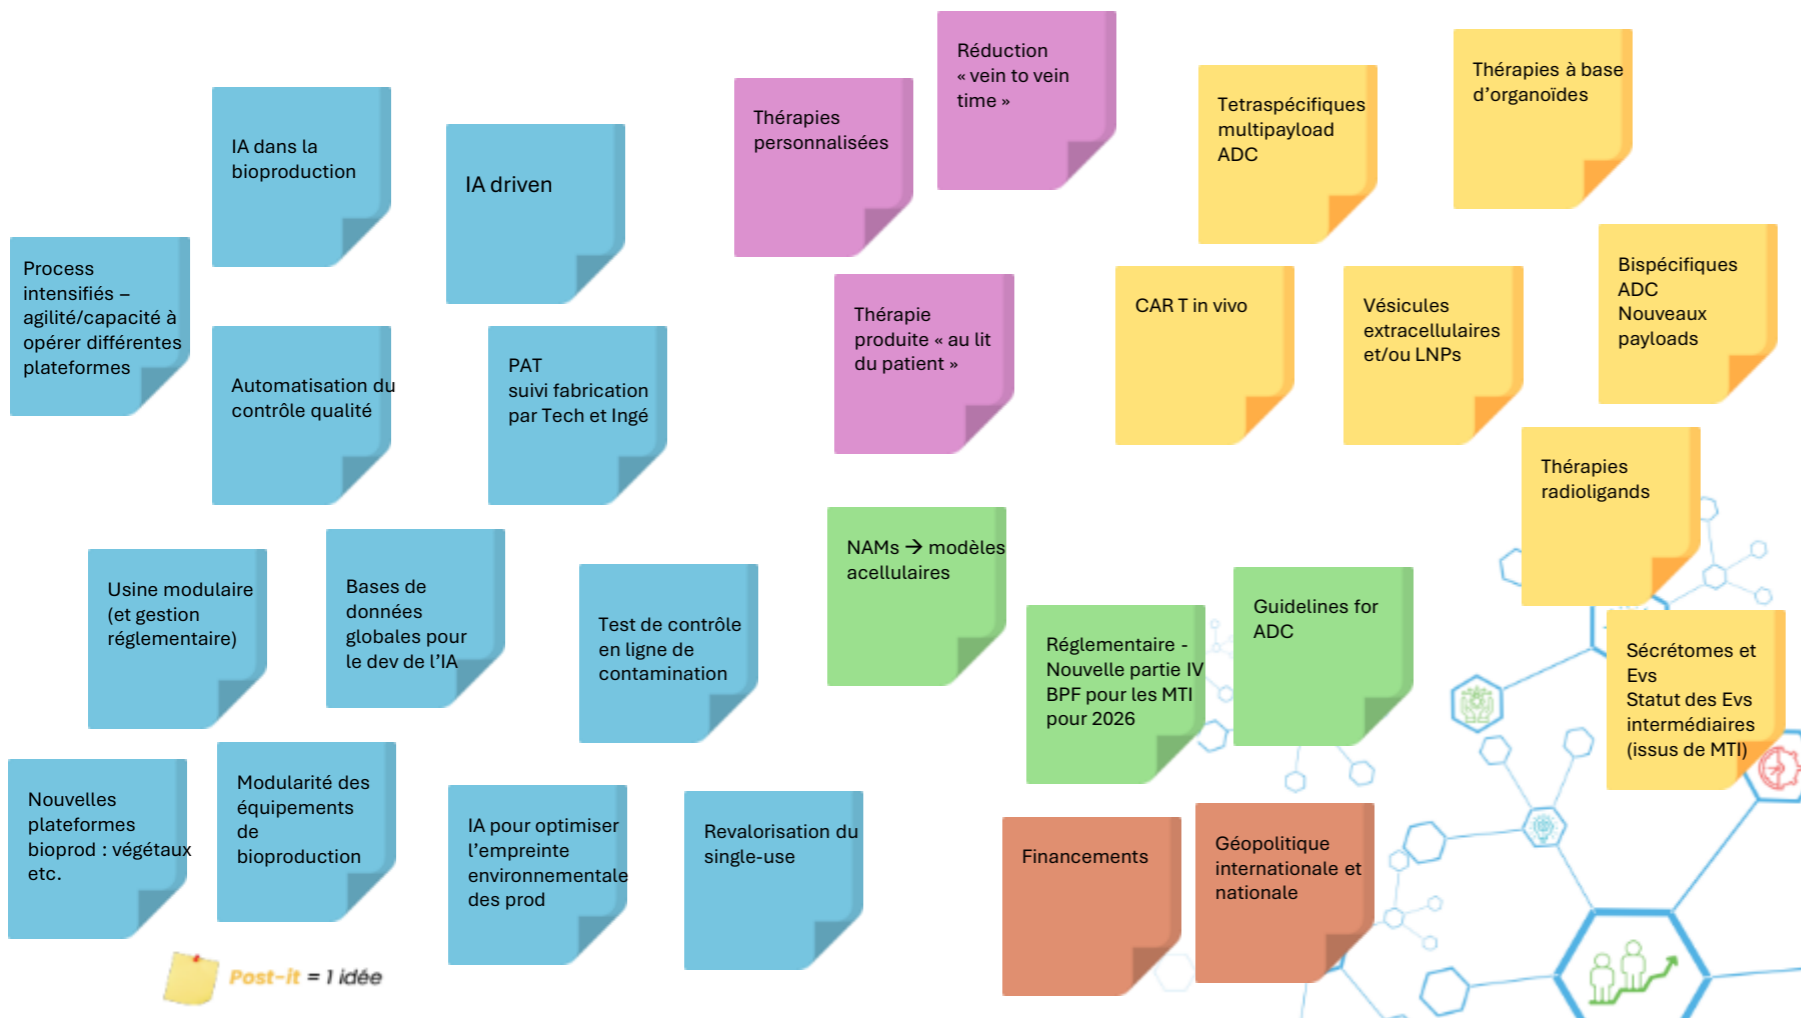 IA dans la
bioproduction
IA driven
Process
intensifiés –
agilité/capacité à
opérer différentes
plateformes
Automatisation du
contrôle qualité
PAT
suivi fabrication
par Tech et Ingé
Usine modulaire
(et gestion
réglementaire)
Bases de
données
globales pour
le dev de l'IA
Test de contrôle
en ligne de
contamination
Nouvelles
plateformes
bioprod : végétaux
etc.
Modularité des
équipements
de
bioproduction
IA pour optimiser
l'empreinte
environnementale
des prod
Revalorisation du
single-use
Thérapies
personnalisées
Réduction
« vein to vein
time »
Thérapie
produite « au lit
du patient »
Tetraspécifiques
multipayload
ADC
Thérapies à base
d'organoïdes
CAR T in vivo
Vésicules
extracellulaires
et/ou LNPs
Bispécifiques
ADC
Nouveaux
payloads
Thérapies
radioligands
Sécrétomes et
Evs
Statut des Evs
intermédiaires
(issus de MTI)
NAMs → modèles
acellulaires
Réglementaire -
Nouvelle partie IV
BPF pour les MTI
pour 2026
Guidelines for
ADC
Financements
Géopolitique
internationale et
nationale
Post-it = 1 idée